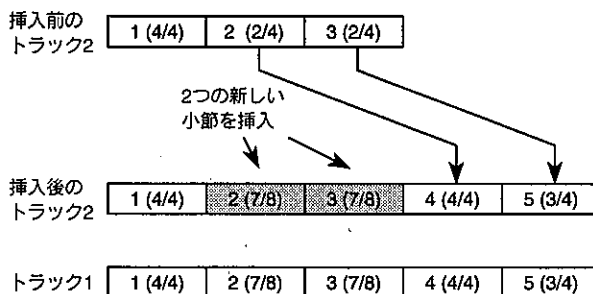 挿入前の
トラック2
1 (4/4) 2 (2/4) 3 (2/4)
2つの新しい
小節を挿入
挿入後の
トラック2
1 (4/4) 2 (7/8) 3 (7/8) 4 (4/4) 5 (3/4)
トラック1 1 (4/4) 2 (7/8) 3 (7/8) 4 (4/4) 5 (3/4)